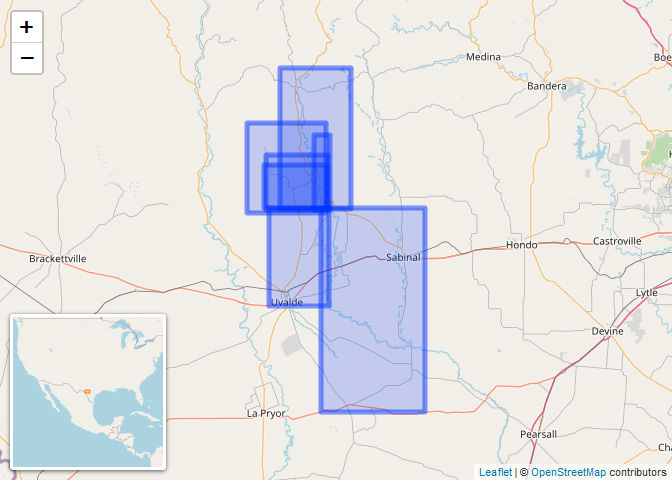 +
−
Medina
Boe
Bandera
H
Brackettville
Sabinal
Hondo
Castroville
Uvalde
Lytle
Devine
La Pryor
Pearsall
Cha
Leaflet | © OpenStreetMap contributors